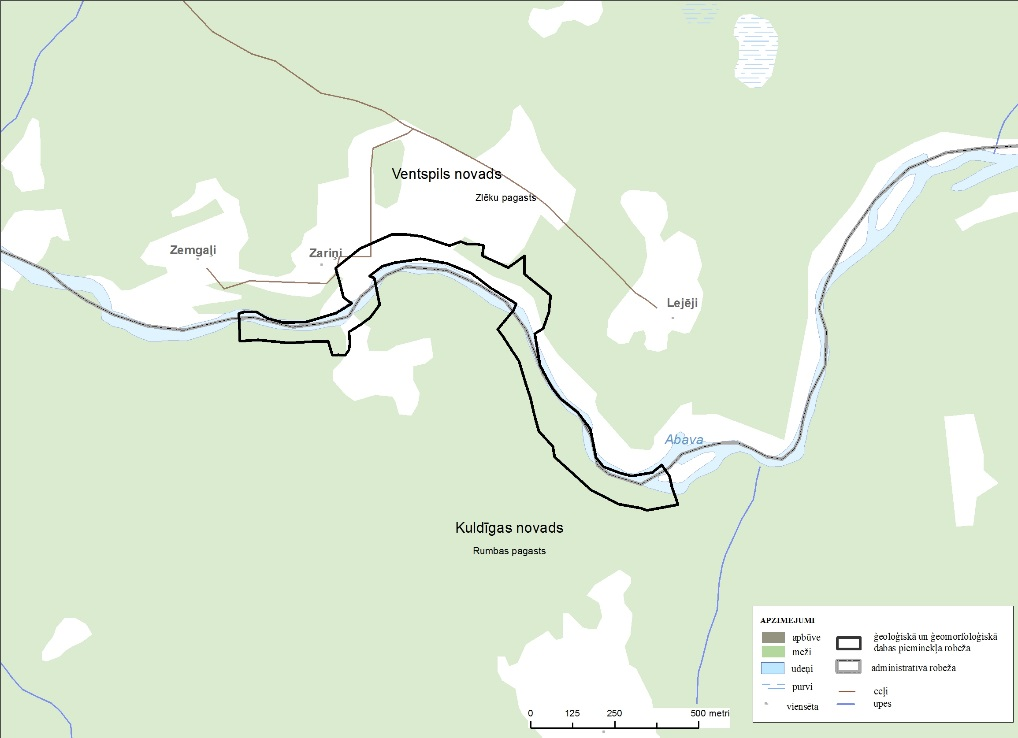 Ventspils novads
Zlēku pagasts
Zemgaļi
Zariņi
Lejēji
Abava
Kuldīgas novads
Rumbas pagasts
APZĪMĒJUMI
apbūve
meži
ūdeņi
purvi
viensēta
ģeoloģiskā un ģeomorfoloģiskā
dabas pieminekļa robeža
administratīvā robeža
ceļi
upes
0 125 250 500 metri